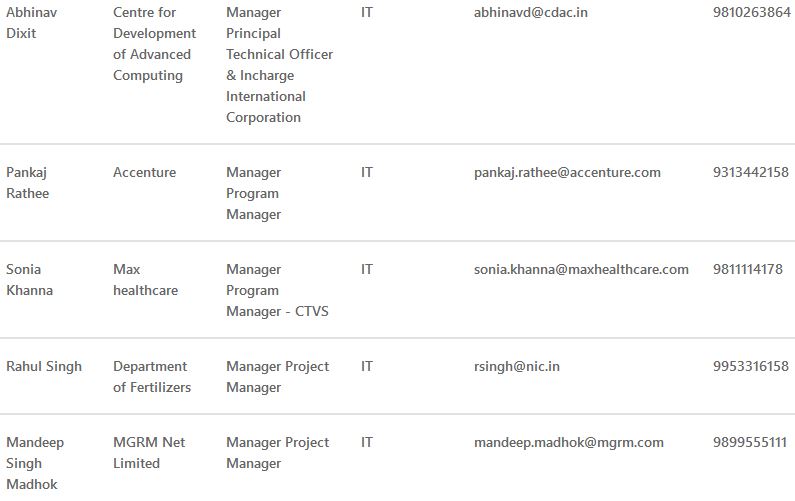 Abhinav Dixit Centre for Development of Advanced Computing Manager Principal Technical Officer & Incharge International Corporation IT abhinavd@cdac.in 9810263864
Pankaj Rathee Accenture Manager Program Manager IT pankaj.rathee@accenture.com 9313442158
Sonia Khanna Max healthcare Manager Program Manager - CTVS IT sonia.khanna@maxhealthcare.com 9811114178
Rahul Singh Department of Fertilizers Manager Project Manager IT rsingh@nic.in 9953316158
Mandeep Singh Madhok MGRM Net Limited Manager Project Manager IT mandeep.madhok@mgrm.com 9899555111